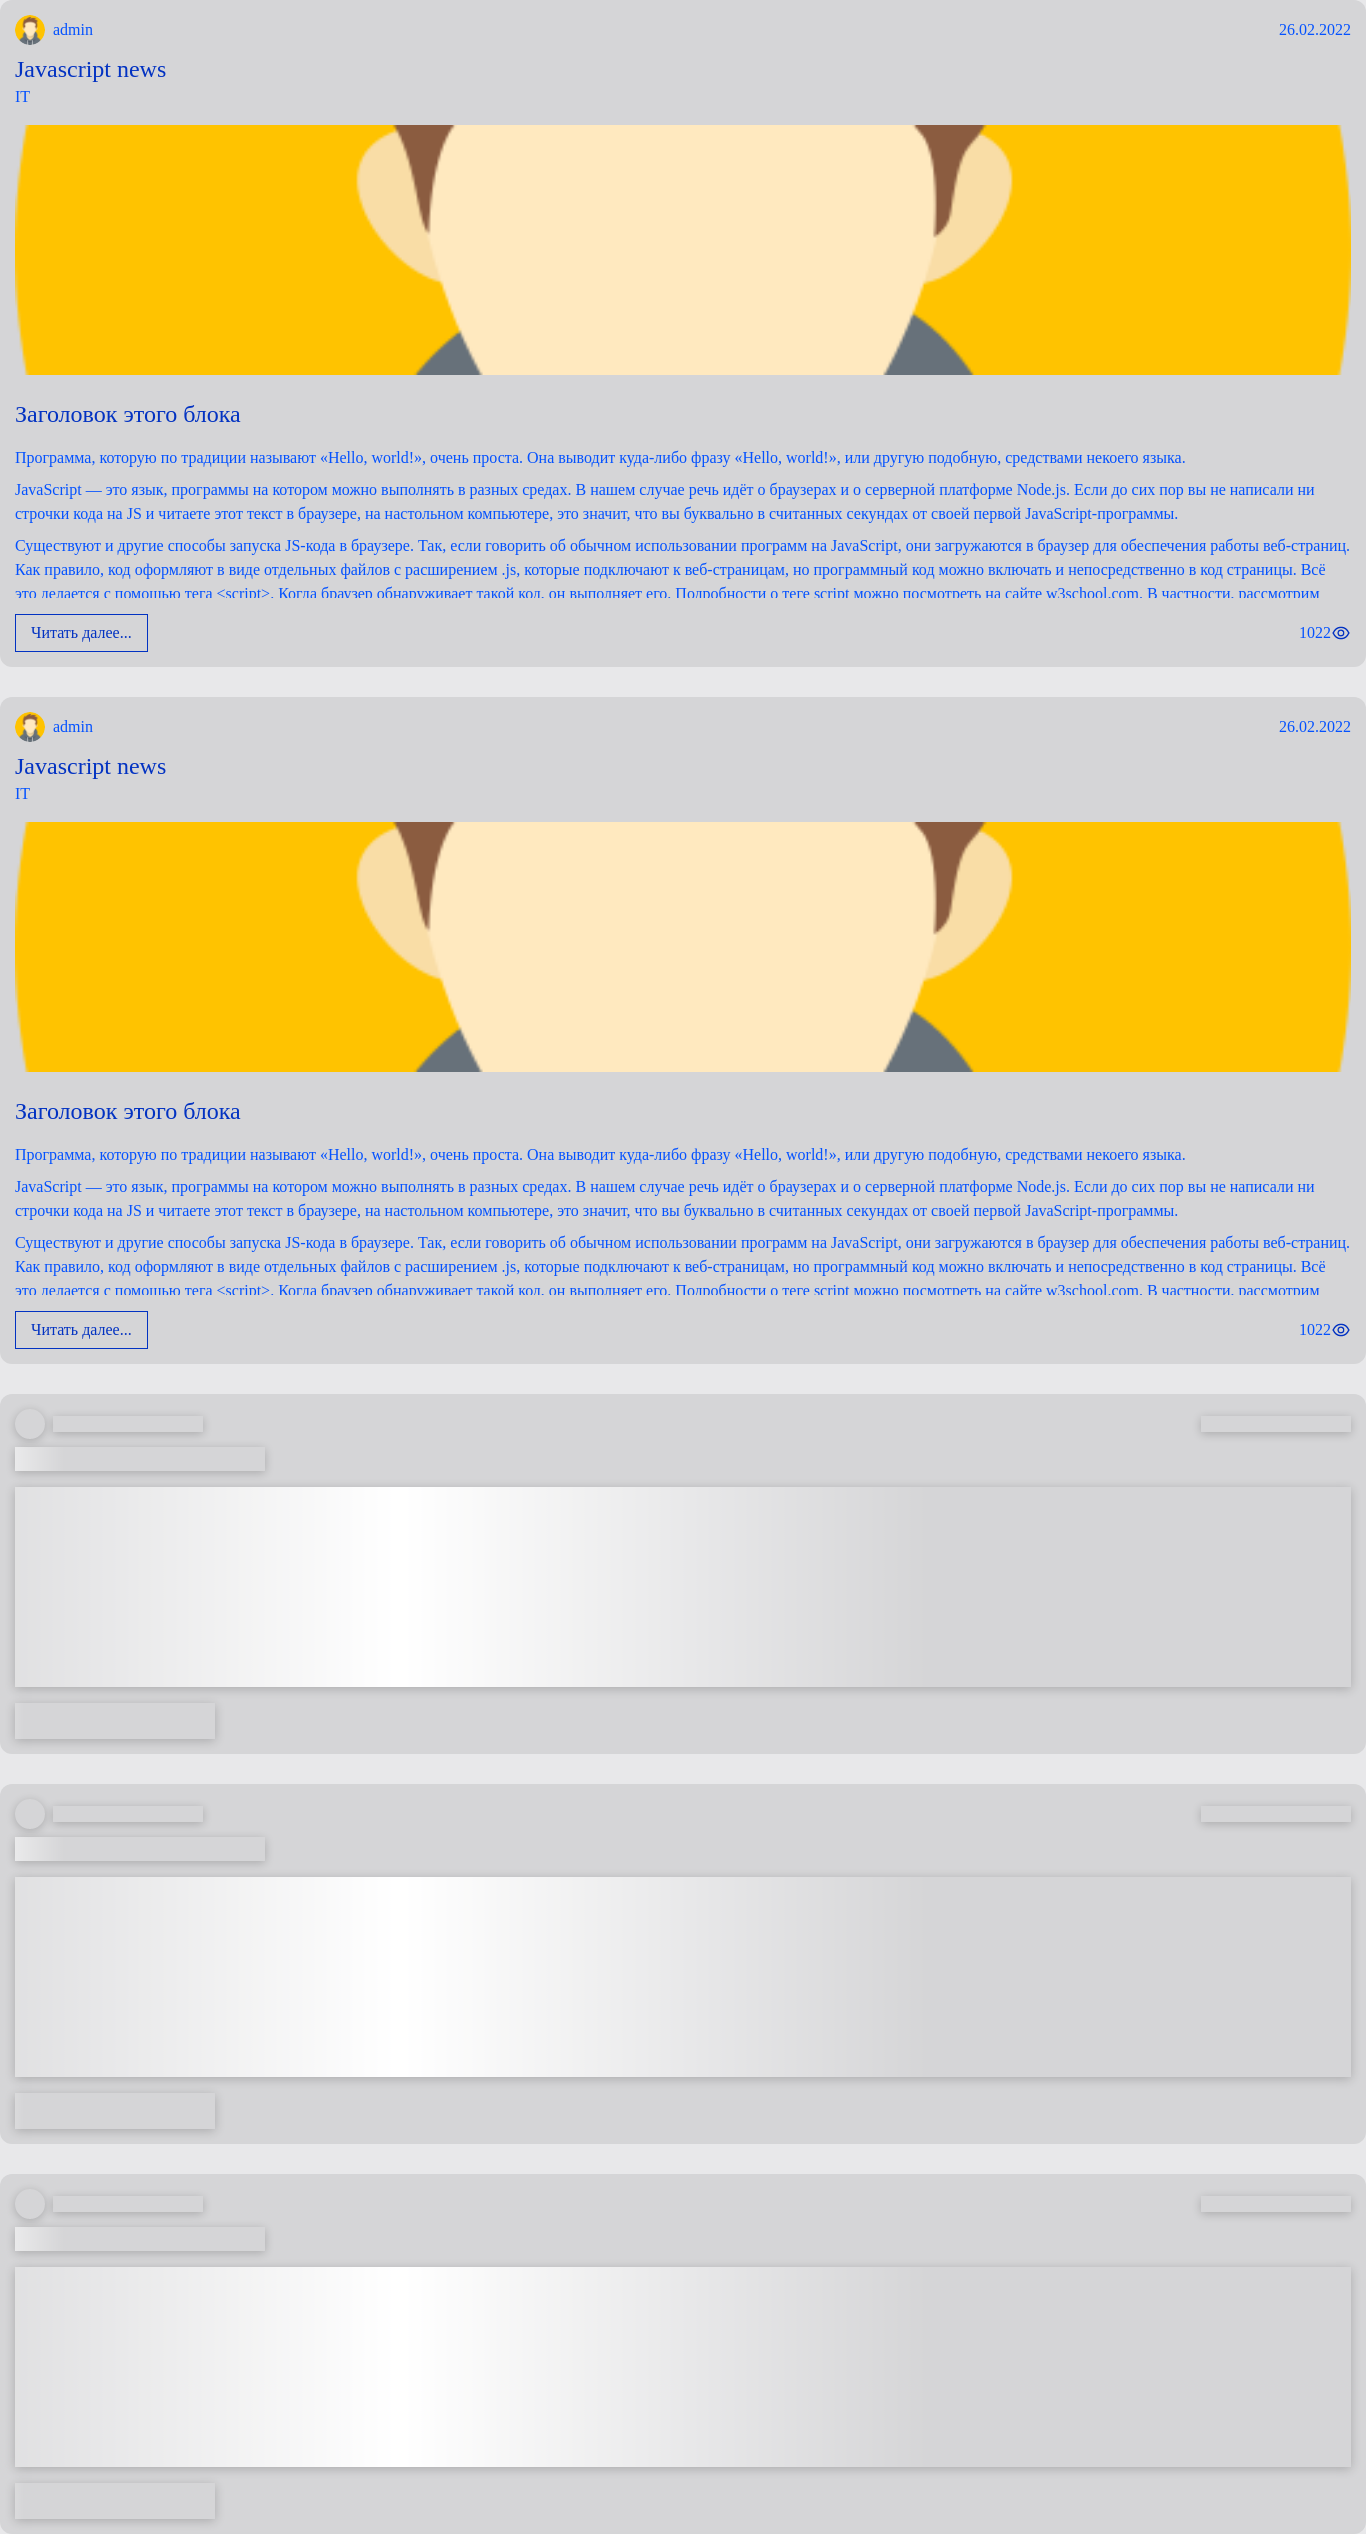 admin
26.02.2022
Javascript news
IT
Заголовок этого блока
Программа, которую по традиции называют «Hello, world!», очень проста. Она выводит куда-либо фразу «Hello, world!», или другую подобную, средствами некоего языка.
JavaScript — это язык, программы на котором можно выполнять в разных средах. В нашем случае речь идёт о браузерах и о серверной платформе Node.js. Если до сих пор вы не написали ни
строчки кода на JS и читаете этот текст в браузере, на настольном компьютере, это значит, что вы буквально в считанных секундах от своей первой JavaScript-программы.
Существуют и другие способы запуска JS-кода в браузере. Так, если говорить об обычном использовании программ на JavaScript, они загружаются в браузер для обеспечения работы веб-страниц.
Как правило, код оформляют в виде отдельных файлов с расширением .js, которые подключают к веб-страницам, но программный код можно включать и непосредственно в код страницы. Всё
это делается с помощью тега <script>. Когда браузер обнаруживает такой код, он выполняет его. Подробности о теге script можно посмотреть на сайте w3school.com. В частности, рассмотрим
Читать далее...
1022
admin
26.02.2022
Javascript news
IT
Заголовок этого блока
Программа, которую по традиции называют «Hello, world!», очень проста. Она выводит куда-либо фразу «Hello, world!», или другую подобную, средствами некоего языка.
JavaScript — это язык, программы на котором можно выполнять в разных средах. В нашем случае речь идёт о браузерах и о серверной платформе Node.js. Если до сих пор вы не написали ни
строчки кода на JS и читаете этот текст в браузере, на настольном компьютере, это значит, что вы буквально в считанных секундах от своей первой JavaScript-программы.
Существуют и другие способы запуска JS-кода в браузере. Так, если говорить об обычном использовании программ на JavaScript, они загружаются в браузер для обеспечения работы веб-страниц.
Как правило, код оформляют в виде отдельных файлов с расширением .js, которые подключают к веб-страницам, но программный код можно включать и непосредственно в код страницы. Всё
это делается с помощью тега <script>. Когда браузер обнаруживает такой код, он выполняет его. Подробности о теге script можно посмотреть на сайте w3school.com. В частности, рассмотрим
Читать далее...
1022